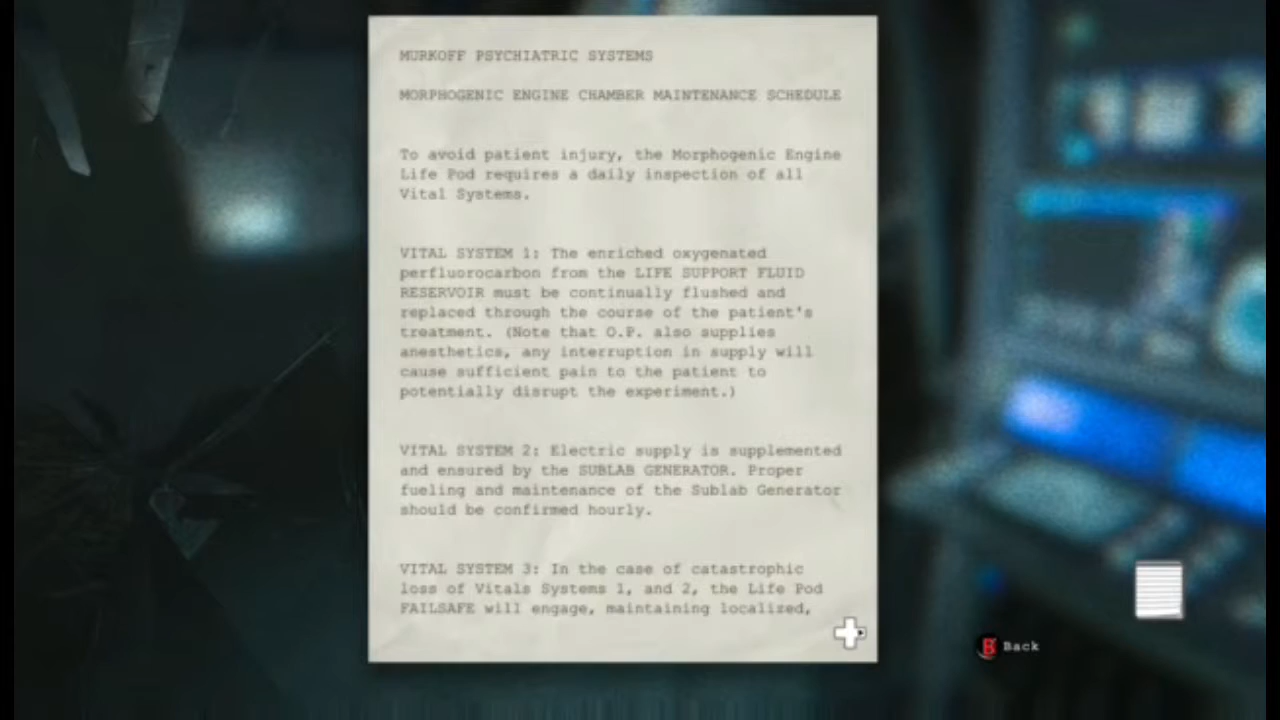 MURKOFF PSYCHIATRIC SYSTEMS
MORPHOGENIC ENGINE CHAMBER MAINTENANCE SCHEDULE
To avoid patient injury, the Morphogenic Engine
Life Pod requires a daily inspection of all
Vital Systems.
VITAL SYSTEM 1: The enriched oxygenated
perfluorocarbon from the LIFE SUPPORT FLUID
RESERVOIR must be continually flushed and
replaced through the course of the patient's
treatment. (Note that O.P. also supplies
anesthetics, any interruption in supply will
cause sufficient pain to the patient to
potentially disrupt the experiment.)
VITAL SYSTEM 2: Electric supply is supplemented
and ensured by the SUBLAB GENERATOR. Proper
fueling and maintenance of the Sublab Generator
should be confirmed hourly.
VITAL SYSTEM 3: In the case of catastrophic
loss of Vitals Systems 1, and 2, the Life Pod
FAILSAFE will engage, maintaining localized,
B Back